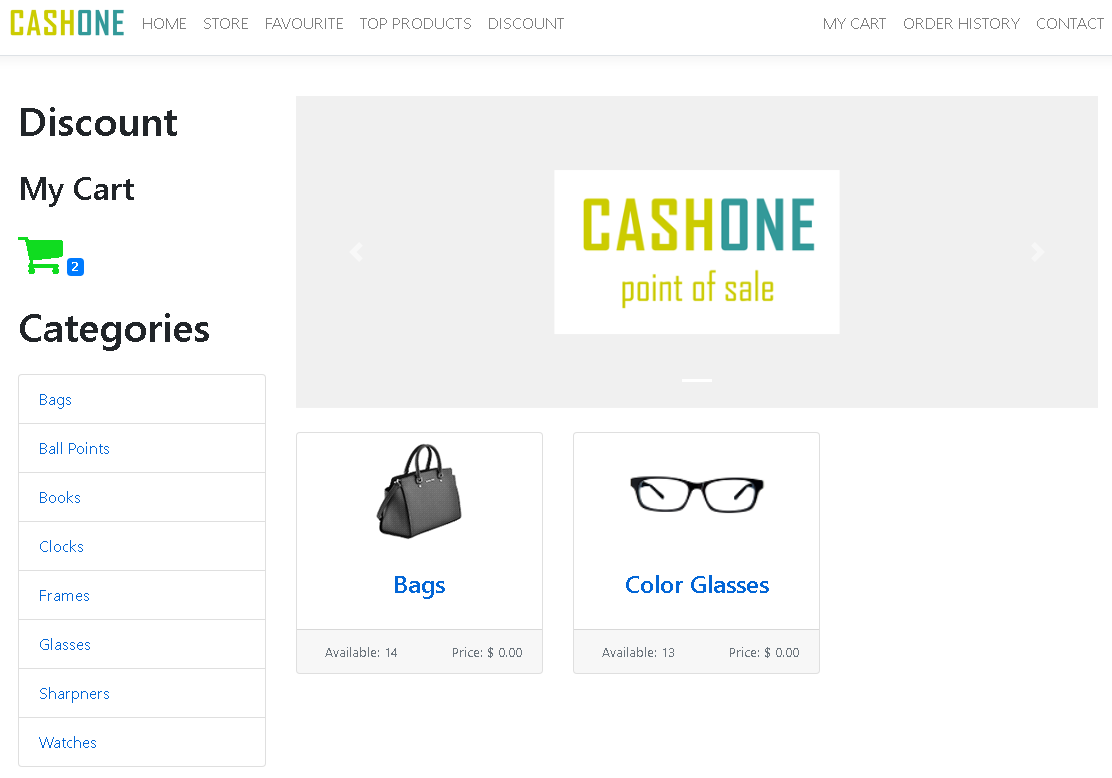 CASHONE HOME STORE FAVOURITE TOP PRODUCTS DISCOUNT MY CART ORDER HISTORY CONTACT
Discount
My Cart
2
Categories
Bags
Ball Points
Books
Clocks
Frames
Glasses
Sharpners
Watches
CASHONE
point of sale
Bags
Available: 14 Price: $ 0.00
Color Glasses
Available: 13 Price: $ 0.00